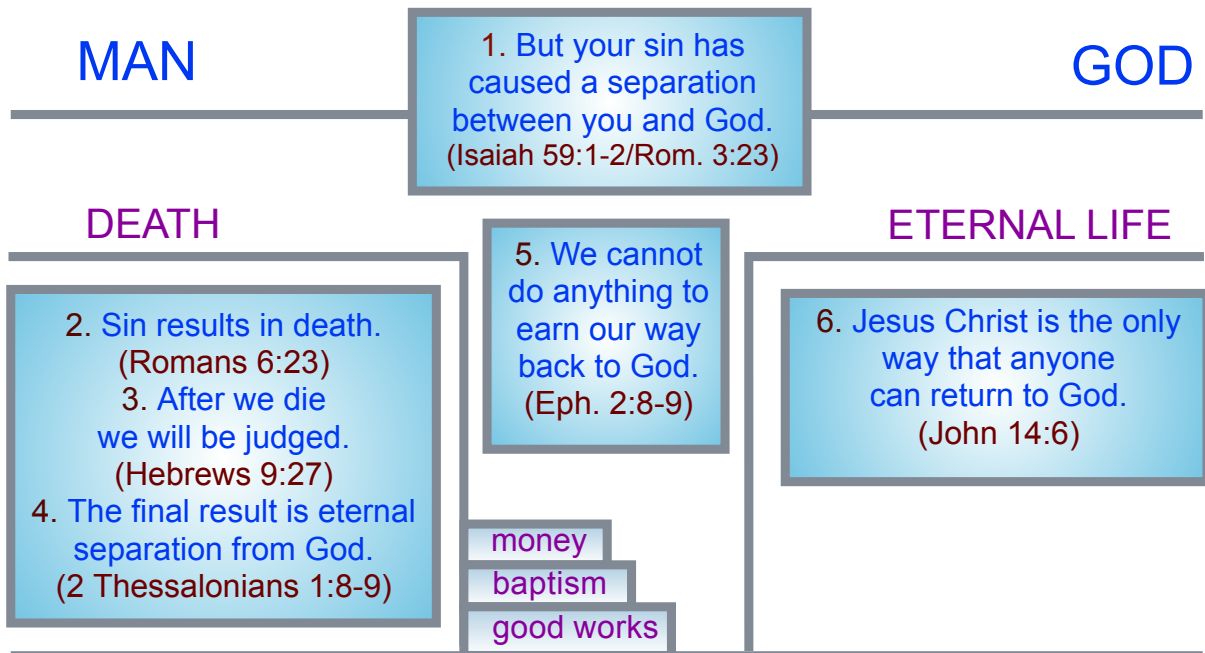 MAN
1. But your sin has
caused a separation
between you and God.
(Isaiah 59:1-2/Rom. 3:23)
GOD
DEATH
2. Sin results in death.
(Romans 6:23)
3. After we die
we will be judged.
(Hebrews 9:27)
4. The final result is eternal
separation from God.
(2 Thessalonians 1:8-9)
5. We cannot
do anything to
earn our way
back to God.
(Eph. 2:8-9)
money
baptism
good works
ETERNAL LIFE
6. Jesus Christ is the only
way that anyone
can return to God.
(John 14:6)